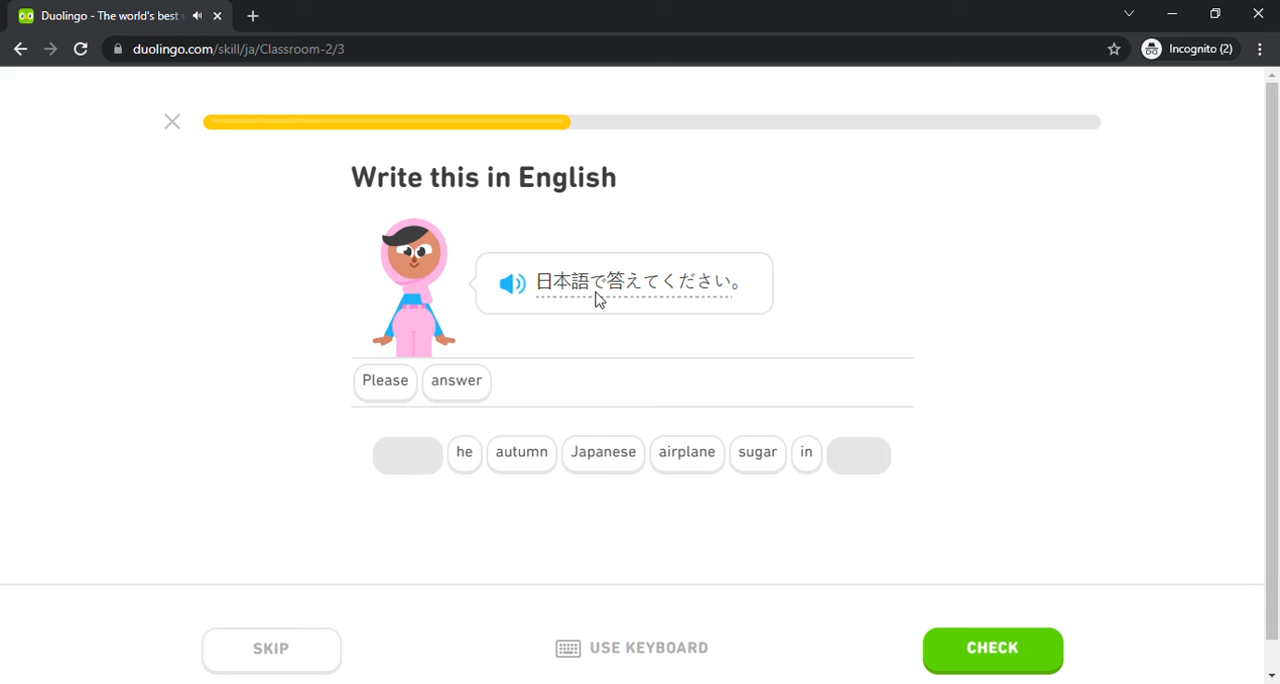 Duolingo - The world's best
duolingo.com/skill/ja/Classroom-2/3
Incognito (2)
Write this in English
日本語で答えてください。
Please answer
he autumn Japanese airplane sugar in
SKIP
USE KEYBOARD
CHECK